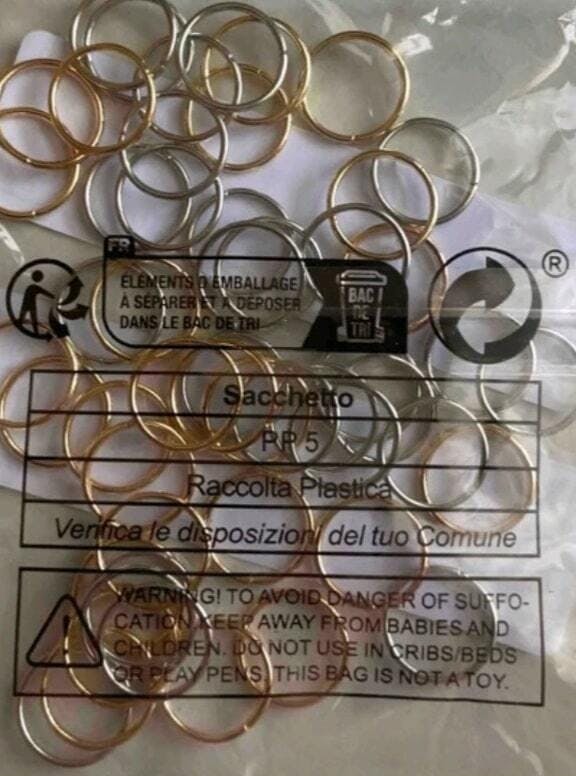 FR
ÉLÉMENTS D'EMBALLAGE
À SÉPARER ET À DÉPOSER
DANS LE BAC DE TRI
BAC
DE
TRI
®
Sacchetto
PP 5
Raccolta Plastica
Verifica le disposizioni del tuo Comune
WARNING! TO AVOID DANGER OF SUFFO-
CATION KEEP AWAY FROM BABIES AND
CHILDREN. DO NOT USE IN CRIBS/BEDS
OR PLAY PENS. THIS BAG IS NOT A TOY.